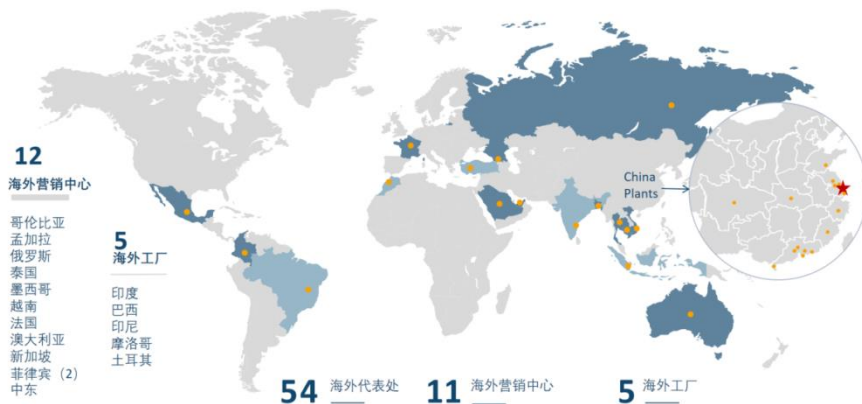 12
海外营销中心
哥伦比亚
孟加拉
俄罗斯
泰国
墨西哥
越南
法国
澳大利亚
新加坡
菲律宾（2）
中东
5
海外工厂
印度
巴西
印尼
摩洛哥
土耳其
China
Plants
54 海外代表处
11 海外营销中心
5 海外工厂